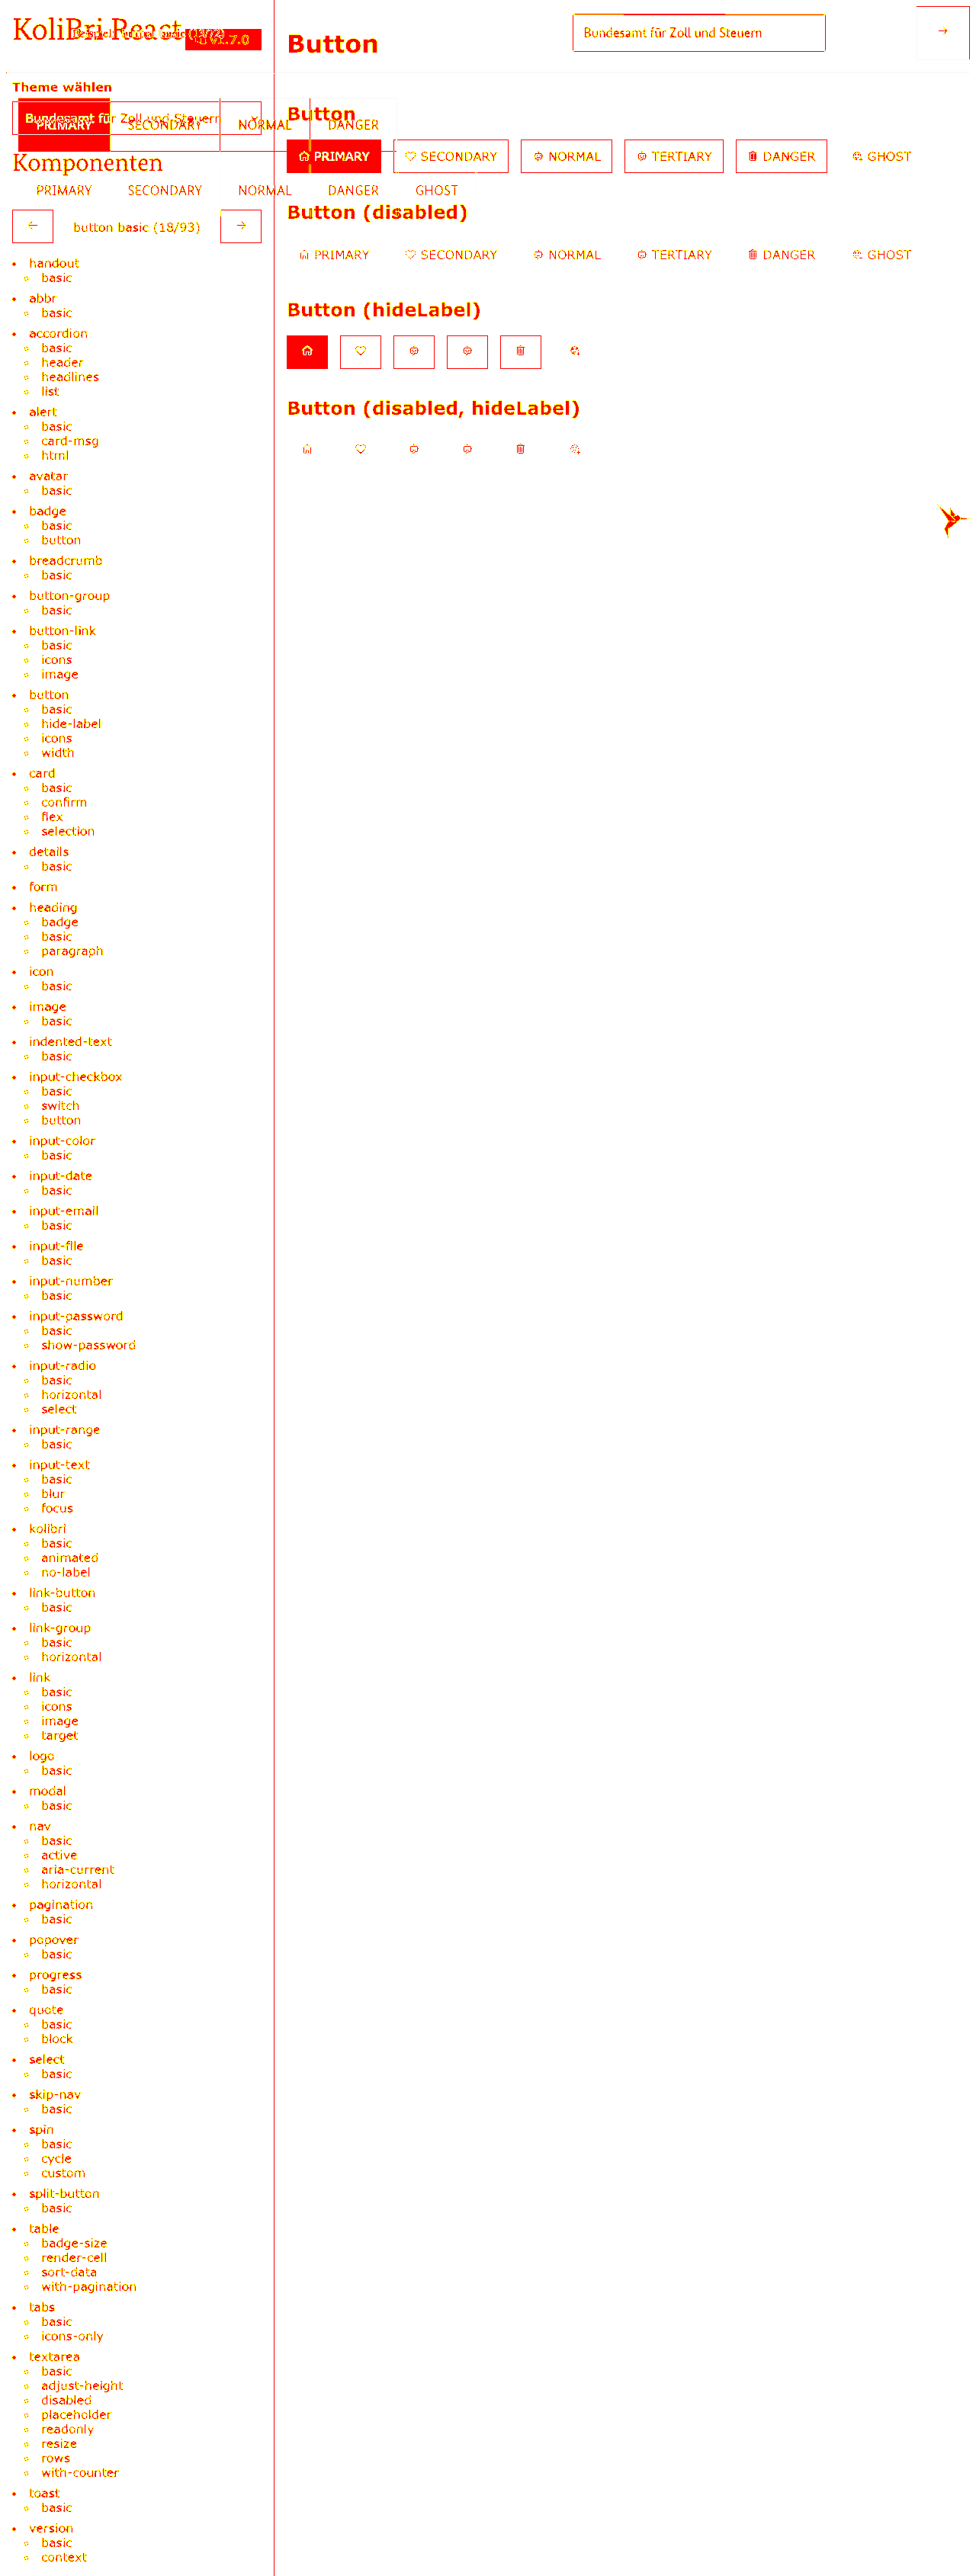 KoliBri React
v1.7.0
Theme wählen
Bundesamt für Zoll und Steuern
PRIMARY SECONDARY NORMAL DANGER
Komponenten
PRIMARY SECONDARY NORMAL DANGER GHOST
← button basic (18/93) →
handout
basic
abbr
basic
accordion
basic
header
headlines
list
alert
basic
card-msg
html
avatar
basic
badge
basic
button
breadcrumb
basic
button-group
basic
button-link
basic
icons
image
button
basic
hide-label
icons
width
card
basic
confirm
flex
selection
details
basic
form
heading
badge
basic
paragraph
icon
basic
image
basic
indented-text
basic
input-checkbox
basic
switch
button
input-color
basic
input-date
basic
input-email
basic
input-file
basic
input-number
basic
input-password
basic
show-password
input-radio
basic
horizontal
select
input-range
basic
input-text
basic
blur
focus
kolibri
basic
animated
no-label
link-button
basic
link-group
basic
horizontal
link
basic
icons
image
target
logo
basic
modal
basic
nav
basic
active
aria-current
horizontal
pagination
basic
popover
basic
progress
basic
quote
basic
block
select
basic
skip-nav
basic
spin
basic
cycle
custom
split-button
basic
table
badge-size
render-cell
sort-data
with-pagination
tabs
basic
icons-only
textarea
basic
adjust-height
disabled
placeholder
readonly
resize
rows
with-counter
toast
basic
version
basic
context
Button
Bundesamt für Zoll und Steuern
→
Button
PRIMARY SECONDARY NORMAL TERTIARY DANGER GHOST
Button (disabled)
PRIMARY SECONDARY NORMAL TERTIARY DANGER GHOST
Button (hideLabel)
Button (disabled, hideLabel)